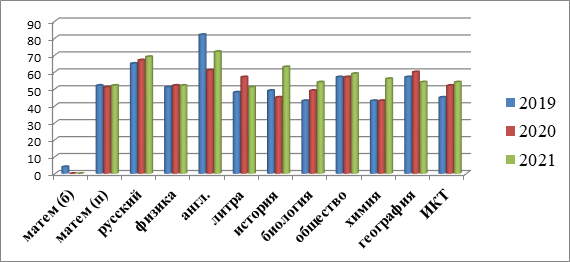 90
80
70
60
50
40
30
20
10
0
матем (б)
матем (п)
русский
физика
англ.
литра
история
биология
общество
химия
география
ИКТ
2019
2020
2021